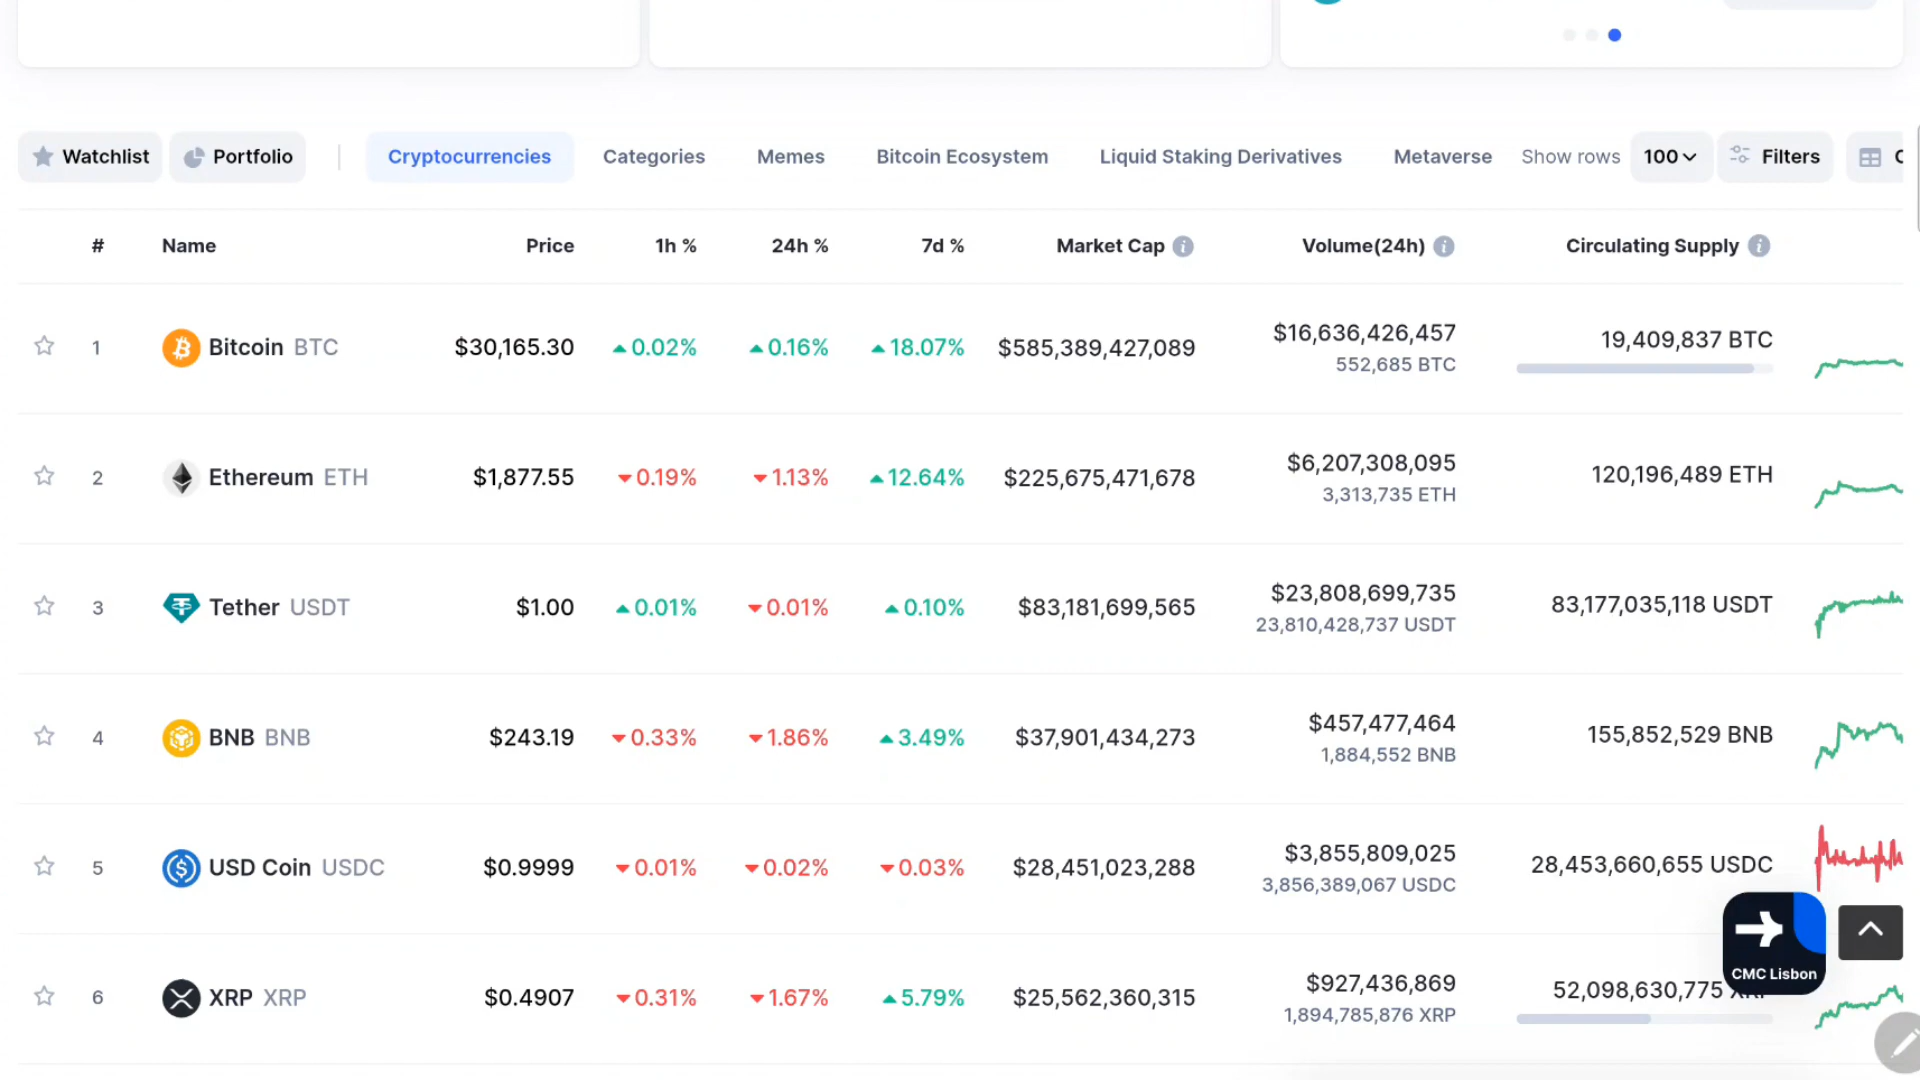 Watchlist Portfolio Cryptocurrencies Categories Memes Bitcoin Ecosystem Liquid Staking Derivatives Metaverse Show rows 100 Filters
# Name Price 1h % 24h % 7d % Market Cap Volume(24h) Circulating Supply
1 Bitcoin BTC $30,165.30 0.02% 0.16% 18.07% $585,389,427,089 $16,636,426,457 19,409,837 BTC
552,685 BTC
2 Ethereum ETH $1,877.55 0.19% 1.13% 12.64% $225,675,471,678 $6,207,308,095 120,196,489 ETH
3,313,735 ETH
3 Tether USDT $1.00 0.01% 0.01% 0.10% $83,181,699,565 $23,808,699,735 83,177,035,118 USDT
23,810,428,737 USDT
4 BNB BNB $243.19 0.33% 1.86% 3.49% $37,901,434,273 $457,477,464 155,852,529 BNB
1,884,552 BNB
5 USD Coin USDC $0.9999 0.01% 0.02% 0.03% $28,451,023,288 $3,855,809,025 28,453,660,655 USDC
3,856,389,067 USDC
CMC Lisbon
6 XRP XRP $0.4907 0.31% 1.67% 5.79% $25,562,360,315 $927,436,869 52,098,630,775 XRP
1,894,785,876 XRP